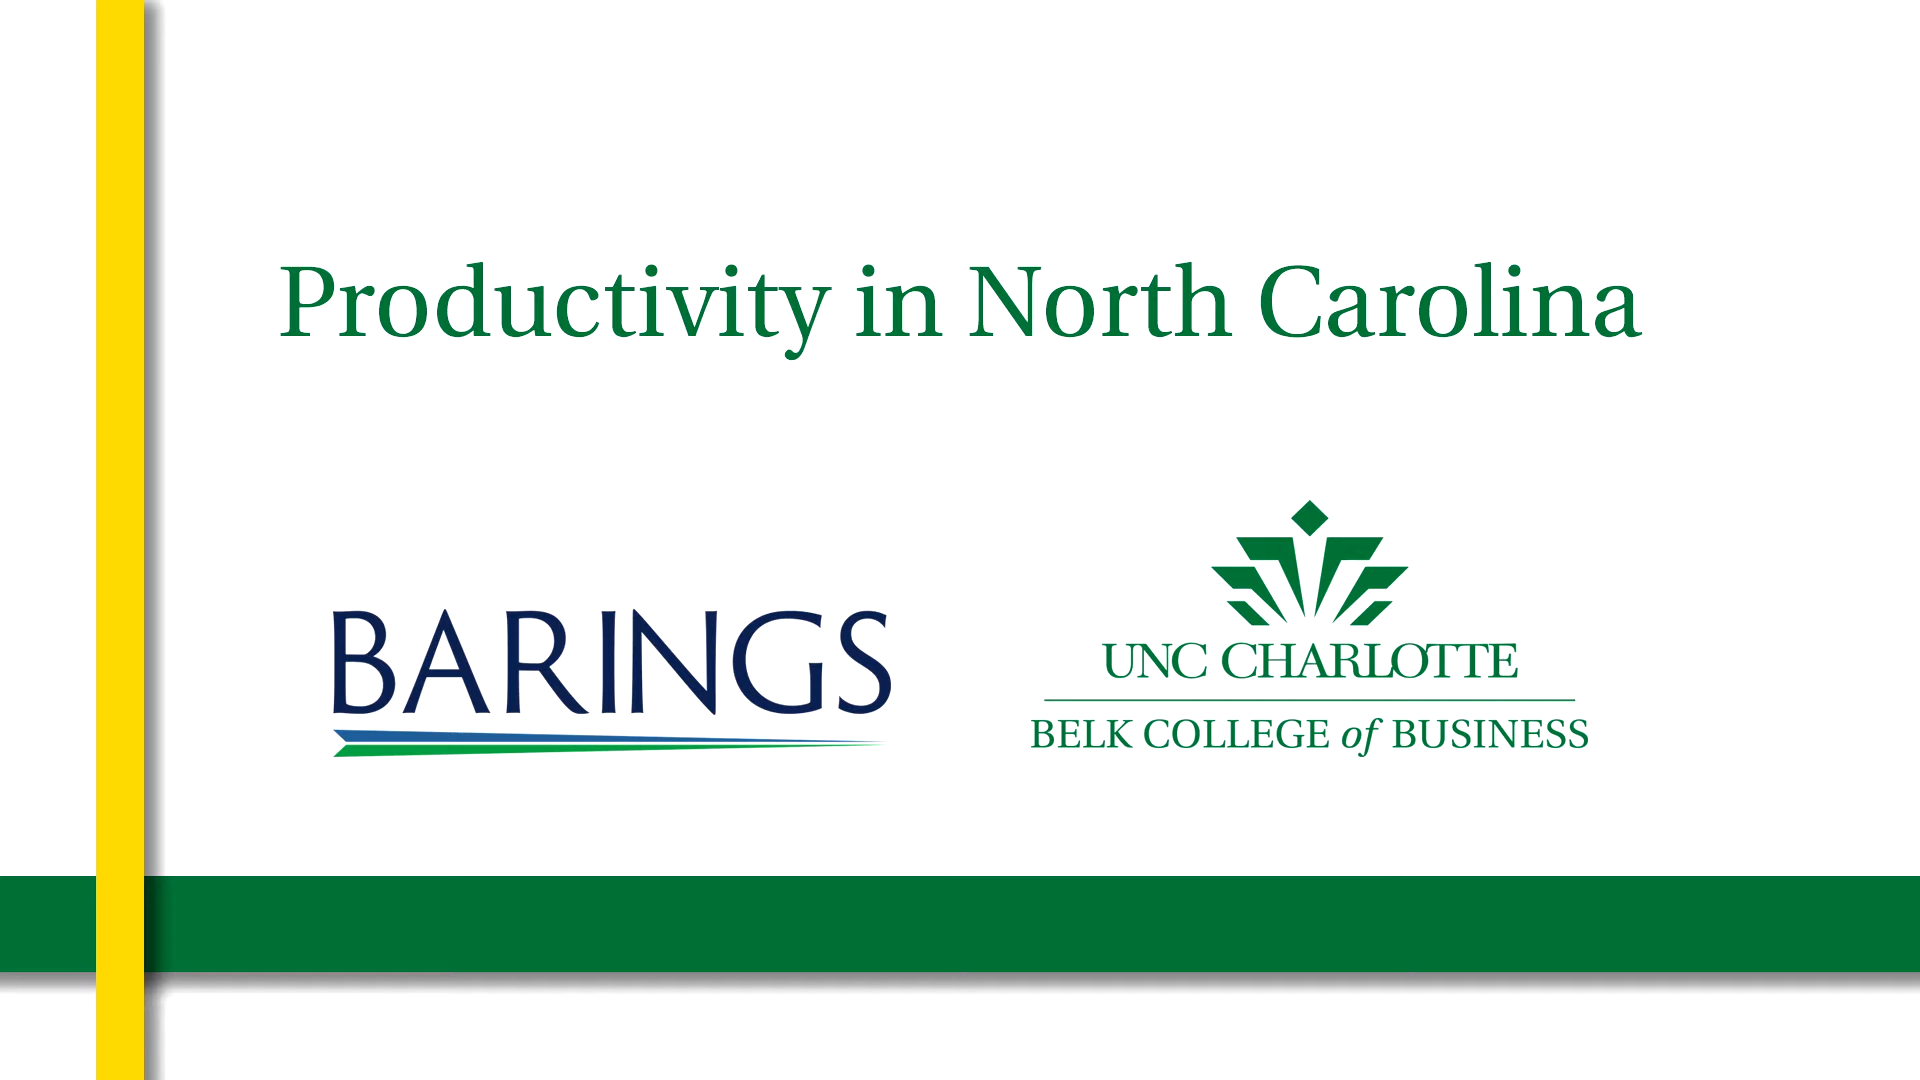 Productivity in North Carolina
BARINGS
UNC CHARLOTTE
BELK COLLEGE of BUSINESS